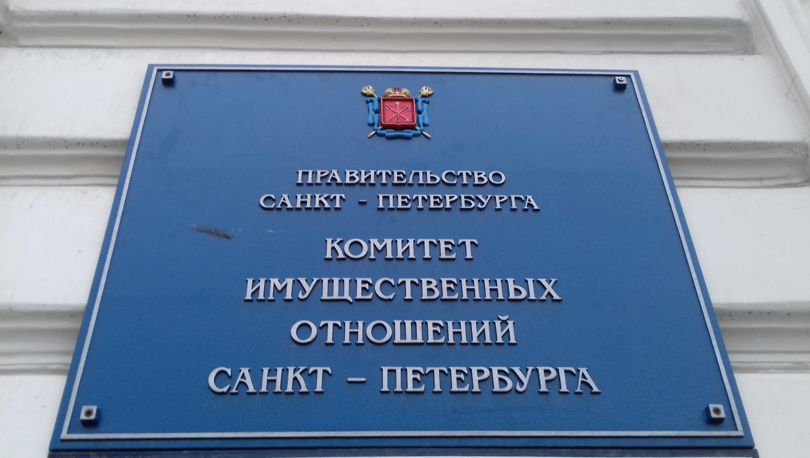 ПРАВИТЕЛЬСТВО
САНКТ - ПЕТЕРБУРГА
КОМИТЕТ
ИМУЩЕСТВЕННЫХ
ОТНОШЕНИЙ
САНКТ – ПЕТЕРБУРГА